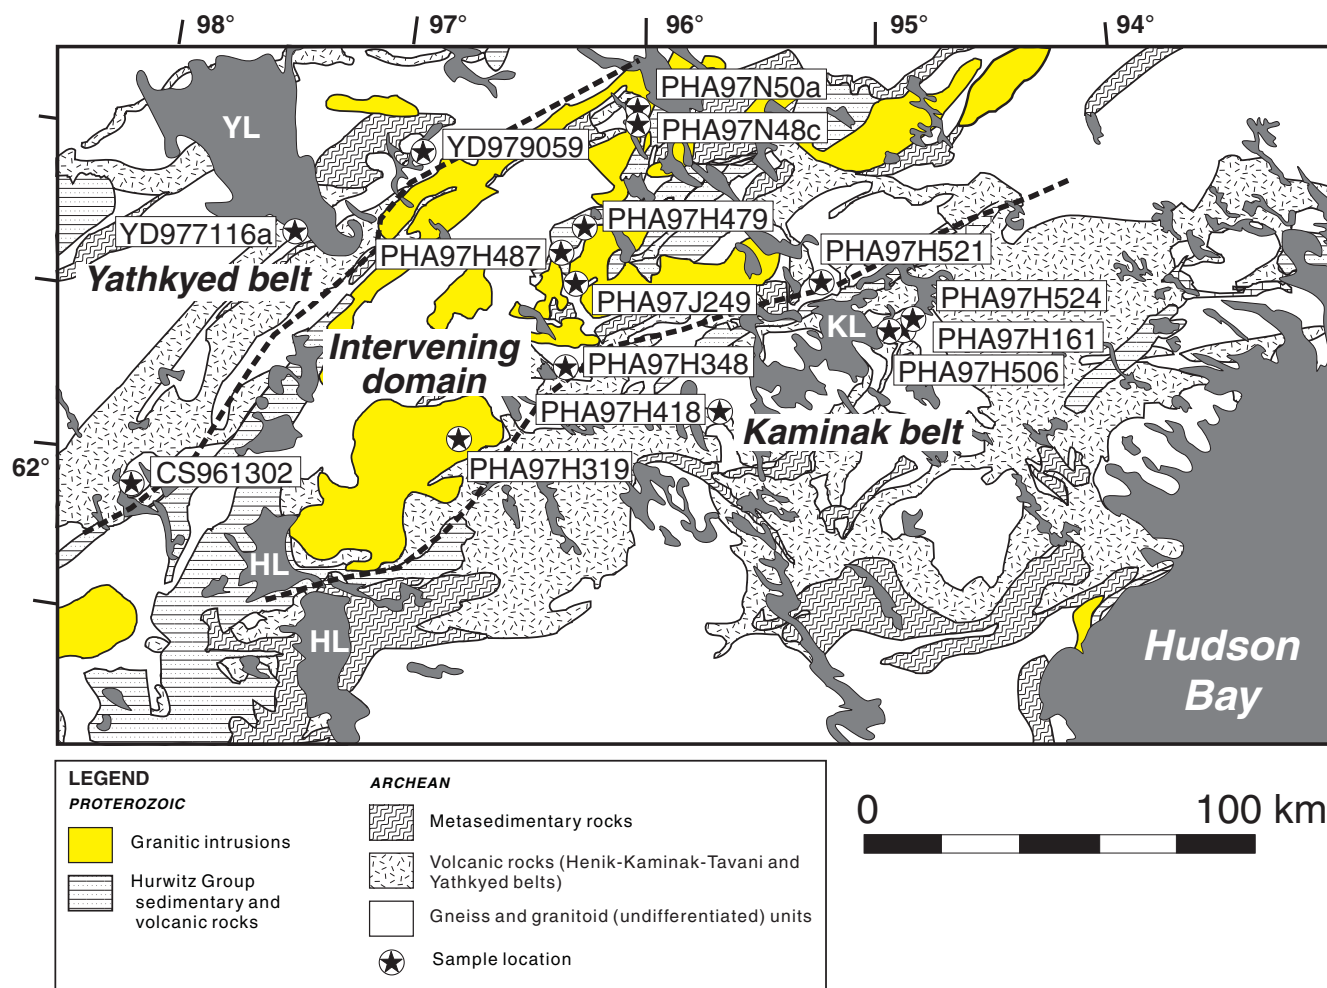 98°
97°
96°
95°
94°
PHA97N50a
YL
PHA97N48c
YD979059
PHA97H479
YD977116a
PHA97H487
PHA97H521
Yathkyed belt
PHA97J249
PHA97H524
KL
PHA97H161
Intervening
domain
PHA97H348
PHA97H506
PHA97H418
Kaminak belt
62°
CS961302
PHA97H319
HL
HL
Hudson
Bay
LEGEND
PROTEROZOIC
Granitic intrusions
Hurwitz Group
sedimentary and
volcanic rocks
ARCHEAN
Metasedimentary rocks
Volcanic rocks (Henik-Kaminak-Tavani and
Yathkyed belts)
Gneiss and granitoid (undifferentiated) units
Sample location
0
100 km